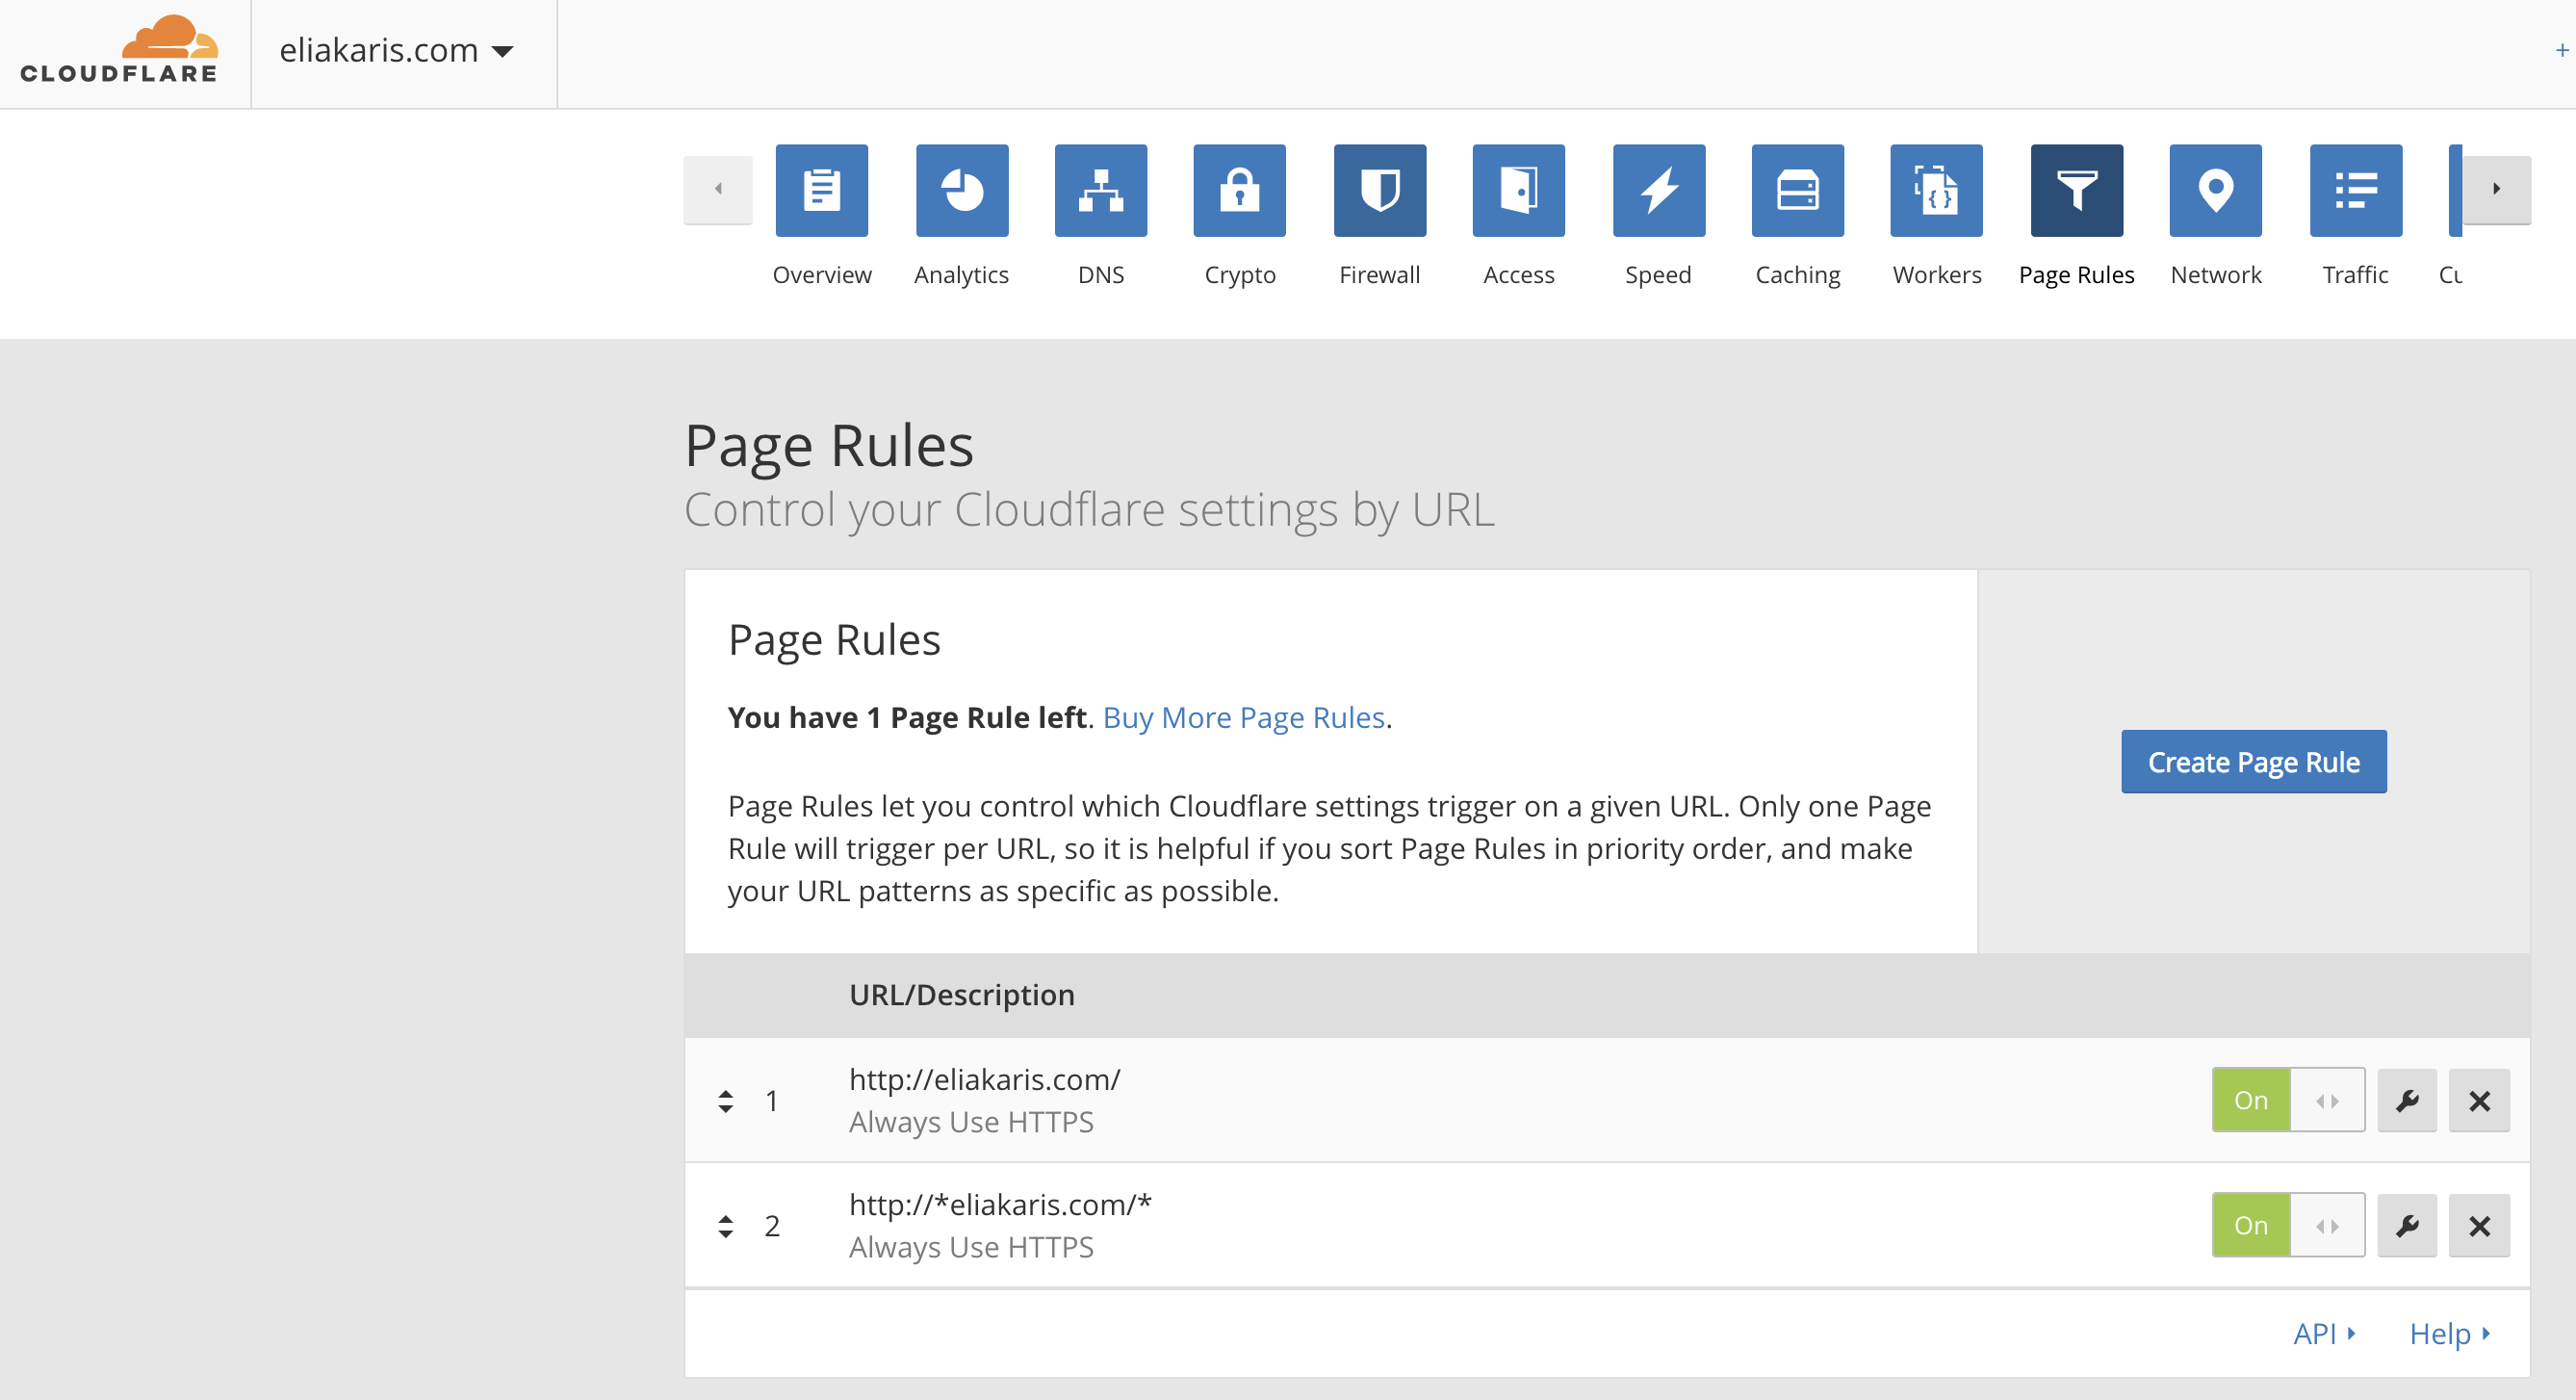 CLOUDFLARE
eliakaris.com
+
Overview
Analytics
DNS
Crypto
Firewall
Access
Speed
Caching
Workers
Page Rules
Network
Traffic
Page Rules
Control your Cloudflare settings by URL
Page Rules
You have 1 Page Rule left. Buy More Page Rules.
Create Page Rule
Page Rules let you control which Cloudflare settings trigger on a given URL. Only one Page
Rule will trigger per URL, so it is helpful if you sort Page Rules in priority order, and make
your URL patterns as specific as possible.
URL/Description
1
http://eliakaris.com/
Always Use HTTPS
On
2
http://*eliakaris.com/*
Always Use HTTPS
On
API
Help